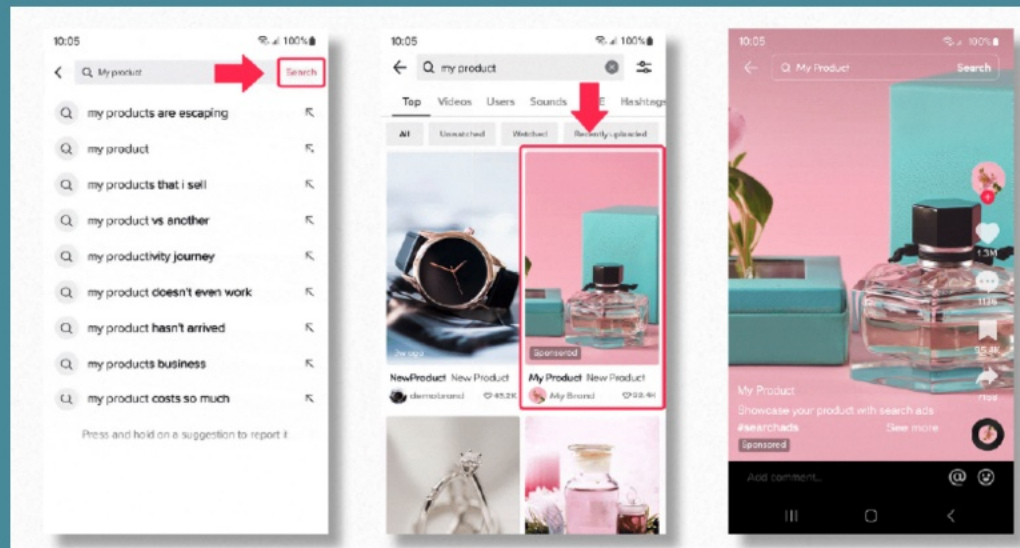 10:05
100%
My product
Search
my products are escaping
my product
my products that i sell
my product vs another
my productivity journey
my product doesn't even work
my product hasn't arrived
my products business
my product costs so much
Press and hold on a suggestion to report it
10:05
100%
my product
Top Videos Users Sounds E Hashtags
All Unwatched Watched Recently uploaded
Sponsored
NewProduct New Product
demobrand
My Product New Product
My Brand
10:05
100%
My Product
Search
1.3M
My Product
Showcase your product with search ads
#searchads See more
Sponsored
Add comment...